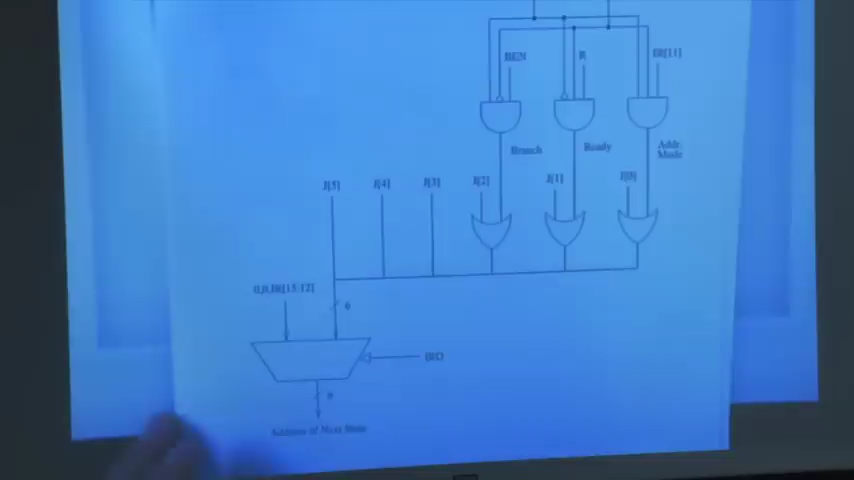 BEN
R
IR[11]
Branch
Ready
Addr.
Mode
J[5]
J[4]
J[3]
J[2]
J[1]
J[0]
0,0,IR[15:12]
6
IRD
6
Address of Next State